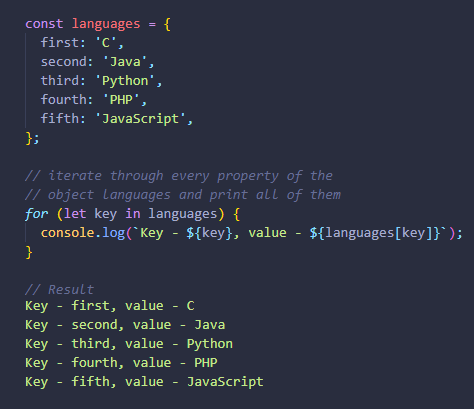 const languages = {
  first: 'C',
  second: 'Java',
  third: 'Python',
  fourth: 'PHP',
  fifth: 'JavaScript',
};

// iterate through every property of the
// object languages and print all of them
for (let key in languages) {
  console.log(`Key - ${key}, value - ${languages[key]}`);
}

// Result
Key - first, value - C
Key - second, value - Java
Key - third, value - Python
Key - fourth, value - PHP
Key - fifth, value - JavaScript